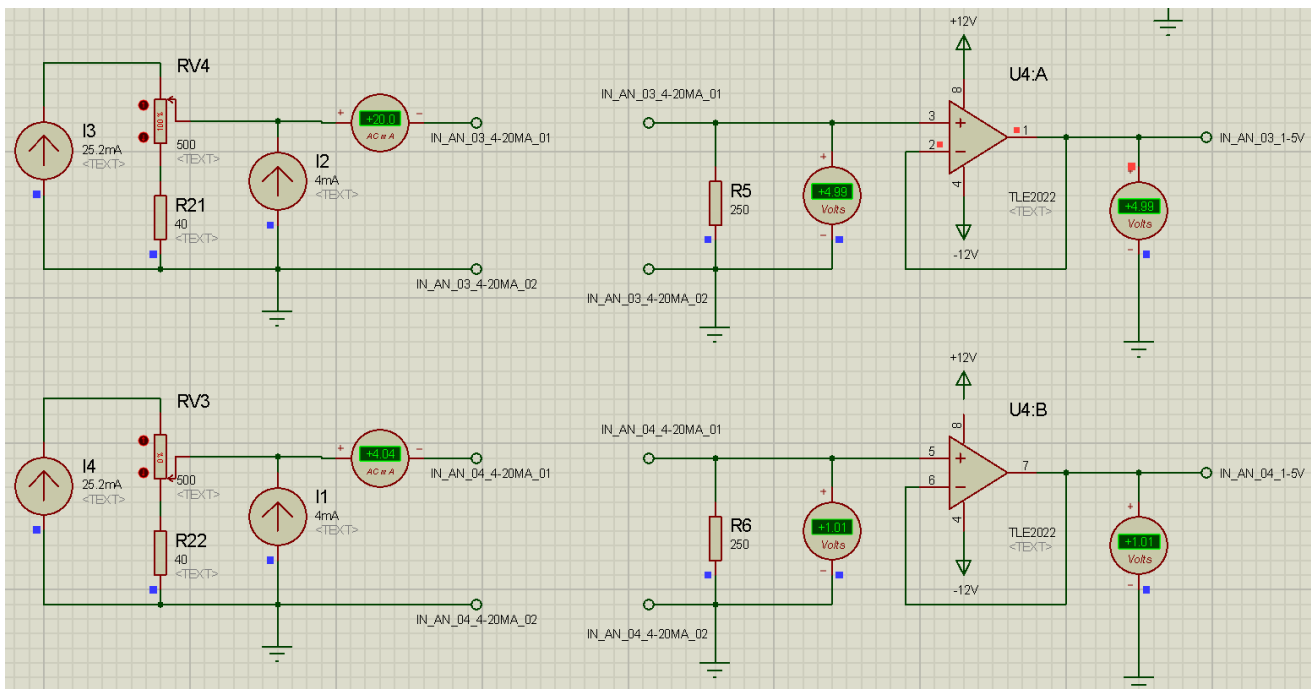 +12V
RV4
U4:A
IN_AN_03_4-20MA_01
8
100 %
+
+20.0
−
AC mA
IN_AN_03_4-20MA_01
3
+
1
IN_AN_03_1-5V
I3
25.2mA
<TEXT>
500
I2
4mA
<TEXT>
2
−
+
+4.99
Volts
−
+
+4.99
Volts
−
R5
250
4
TLE2022
<TEXT>
R21
40
<TEXT>
-12V
IN_AN_03_4-20MA_02
IN_AN_03_4-20MA_02
+12V
RV3
U4:B
IN_AN_04_4-20MA_01
8
0 %
+
+4.04
−
AC mA
IN_AN_04_4-20MA_01
5
+
7
IN_AN_04_1-5V
I4
25.2mA
<TEXT>
500
I1
4mA
<TEXT>
6
−
+
+1.01
Volts
−
+
+1.01
Volts
−
R6
250
4
TLE2022
<TEXT>
R22
40
<TEXT>
-12V
IN_AN_04_4-20MA_02
IN_AN_04_4-20MA_02